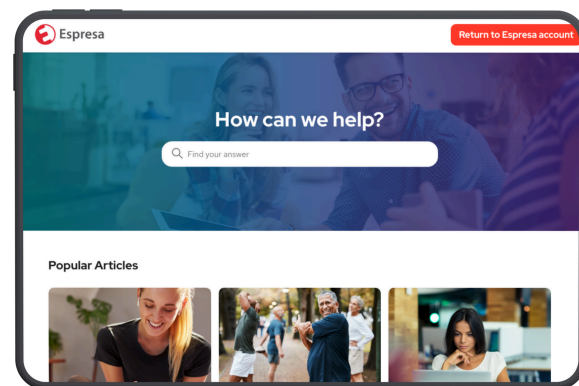 Espresa
Return to Espresa account
How can we help?
Find your answer
Popular Articles